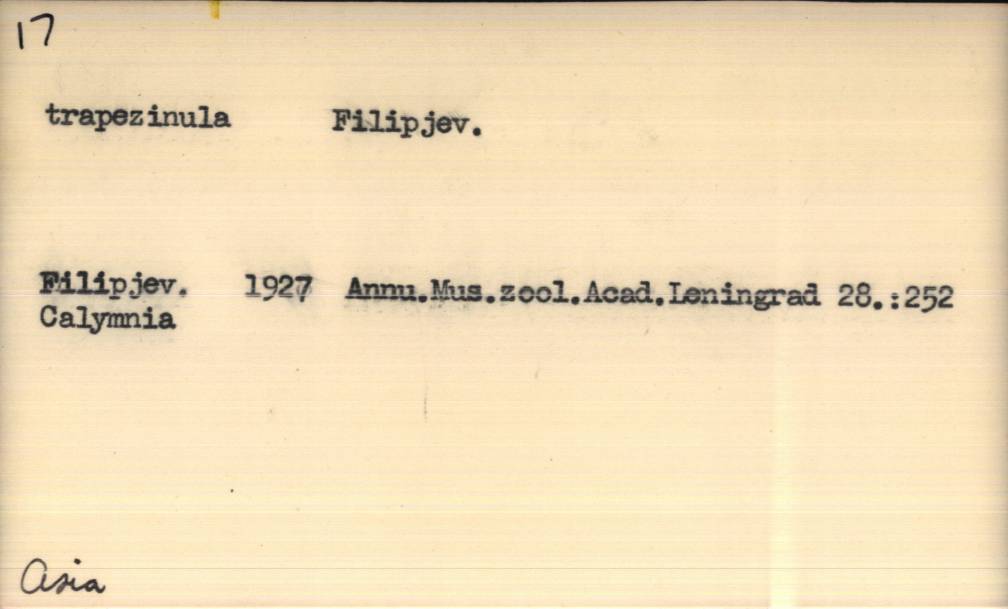 17
trapezinula Filipjev.
Filipjev. 1927 Annu.Mus.zool.Acad.Leningrad 28.:252
Calymnia
Asia